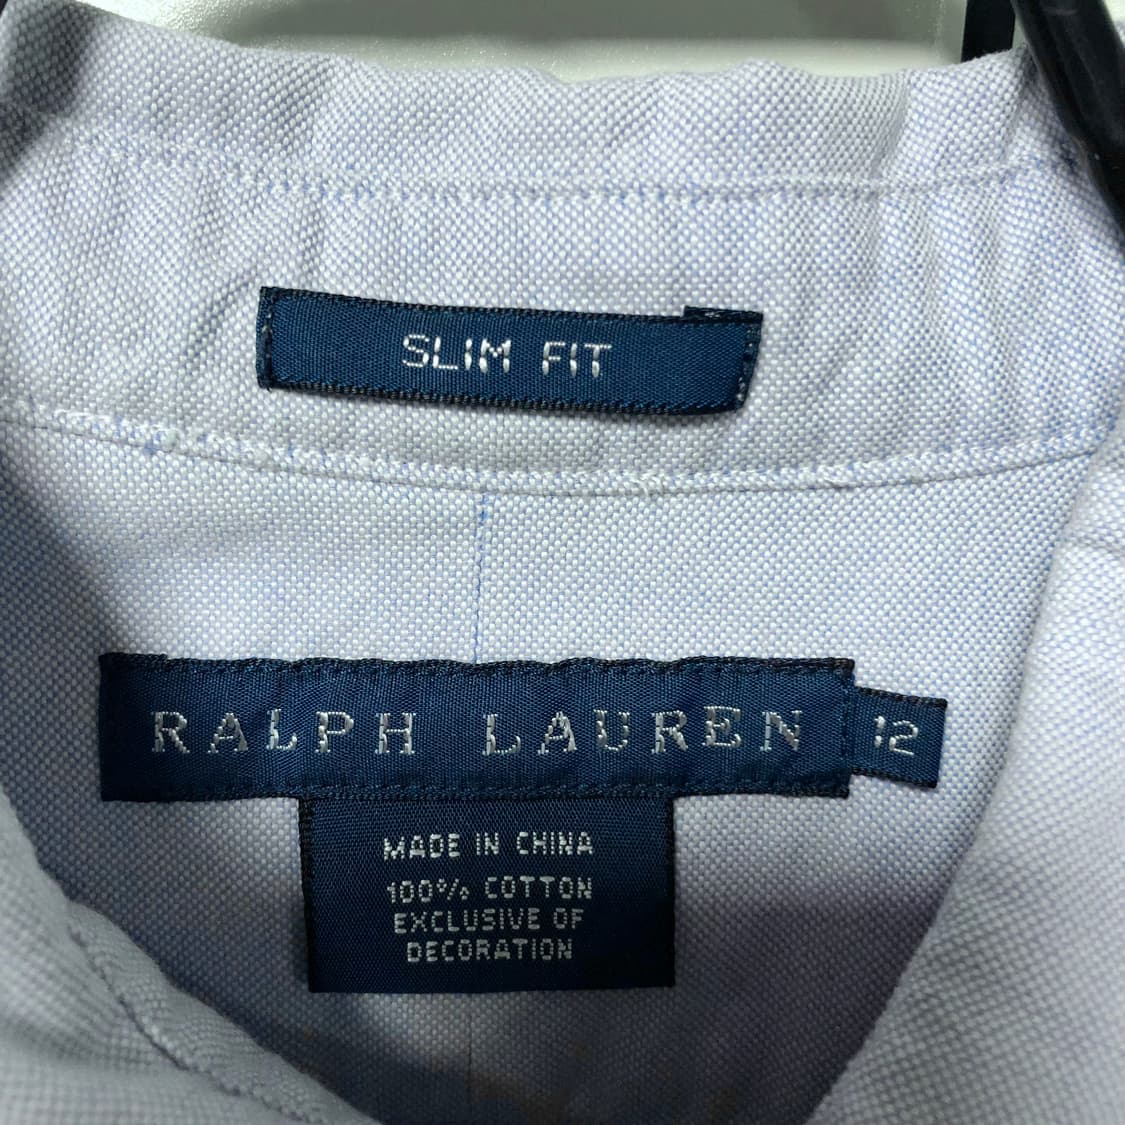 SLIM FIT
RALPH LAUREN
12
MADE IN CHINA
100% COTTON
EXCLUSIVE OF
DECORATION